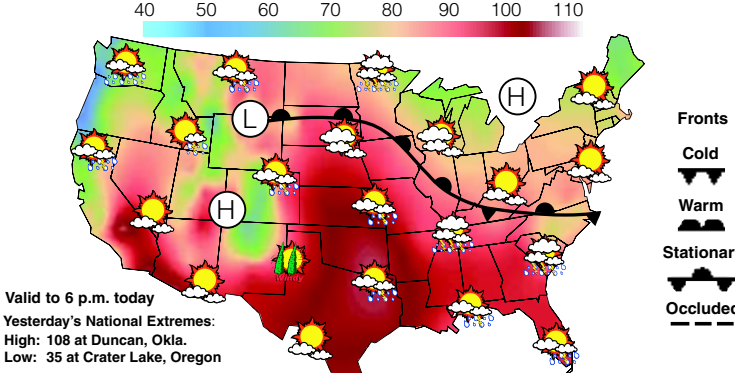 40 50 60 70 80 90 100 110
H
L
H
Windy
Fronts
Cold
Warm
Stationar
Occluded
Valid to 6 p.m. today
Yesterday's National Extremes:
High: 108 at Duncan, Okla.
Low: 35 at Crater Lake, Oregon